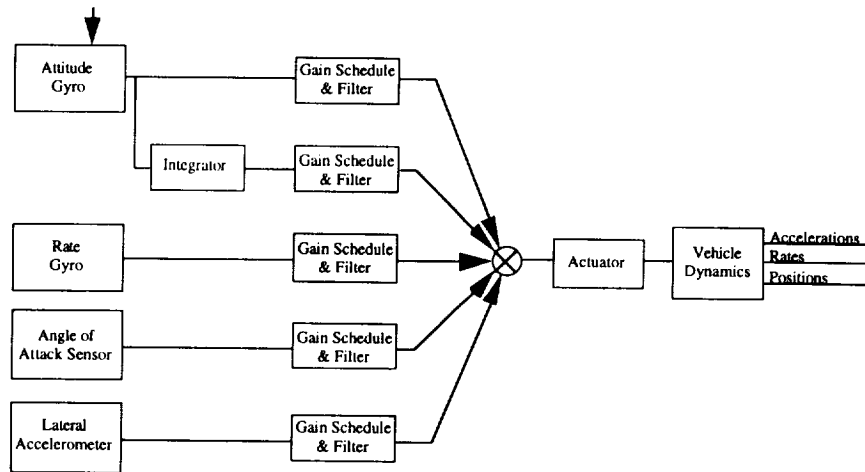 Attitude
Gyro
Gain Schedule
& Filter
Integrator
Gain Schedule
& Filter
Rate
Gyro
Gain Schedule
& Filter
Actuator
Vehicle
Dynamics
Accelerations
Rates
Positions
Angle of
Attack Sensor
Gain Schedule
& Filter
Lateral
Accelerometer
Gain Schedule
& Filter